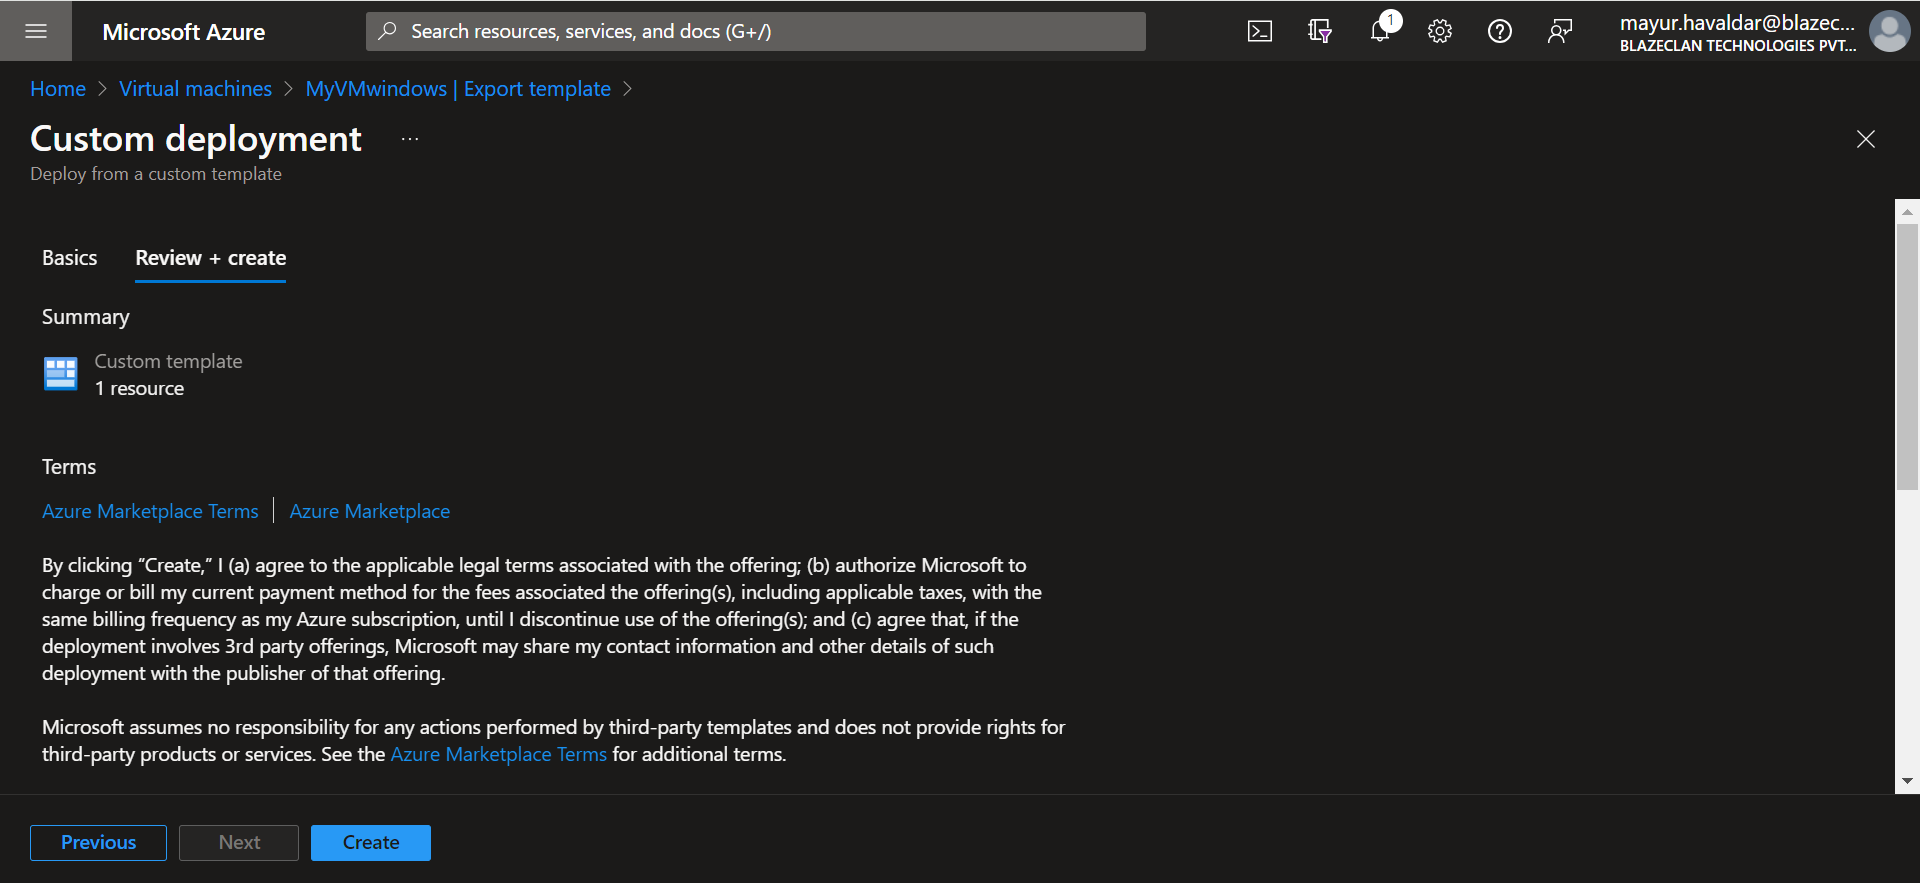 Microsoft Azure
Search resources, services, and docs (G+/)
1
mayur.havaldar@blazec...
BLAZECLAN TECHNOLOGIES PVT...
Home > Virtual machines > MyVMwindows | Export template >
Custom deployment ...
Deploy from a custom template
Basics
Review + create
Summary
Custom template
1 resource
Terms
Azure Marketplace Terms | Azure Marketplace
By clicking “Create,” I (a) agree to the applicable legal terms associated with the offering; (b) authorize Microsoft to
charge or bill my current payment method for the fees associated the offering(s), including applicable taxes, with the
same billing frequency as my Azure subscription, until I discontinue use of the offering(s); and (c) agree that, if the
deployment involves 3rd party offerings, Microsoft may share my contact information and other details of such
deployment with the publisher of that offering.
Microsoft assumes no responsibility for any actions performed by third-party templates and does not provide rights for
third-party products or services. See the Azure Marketplace Terms for additional terms.
Previous
Next
Create